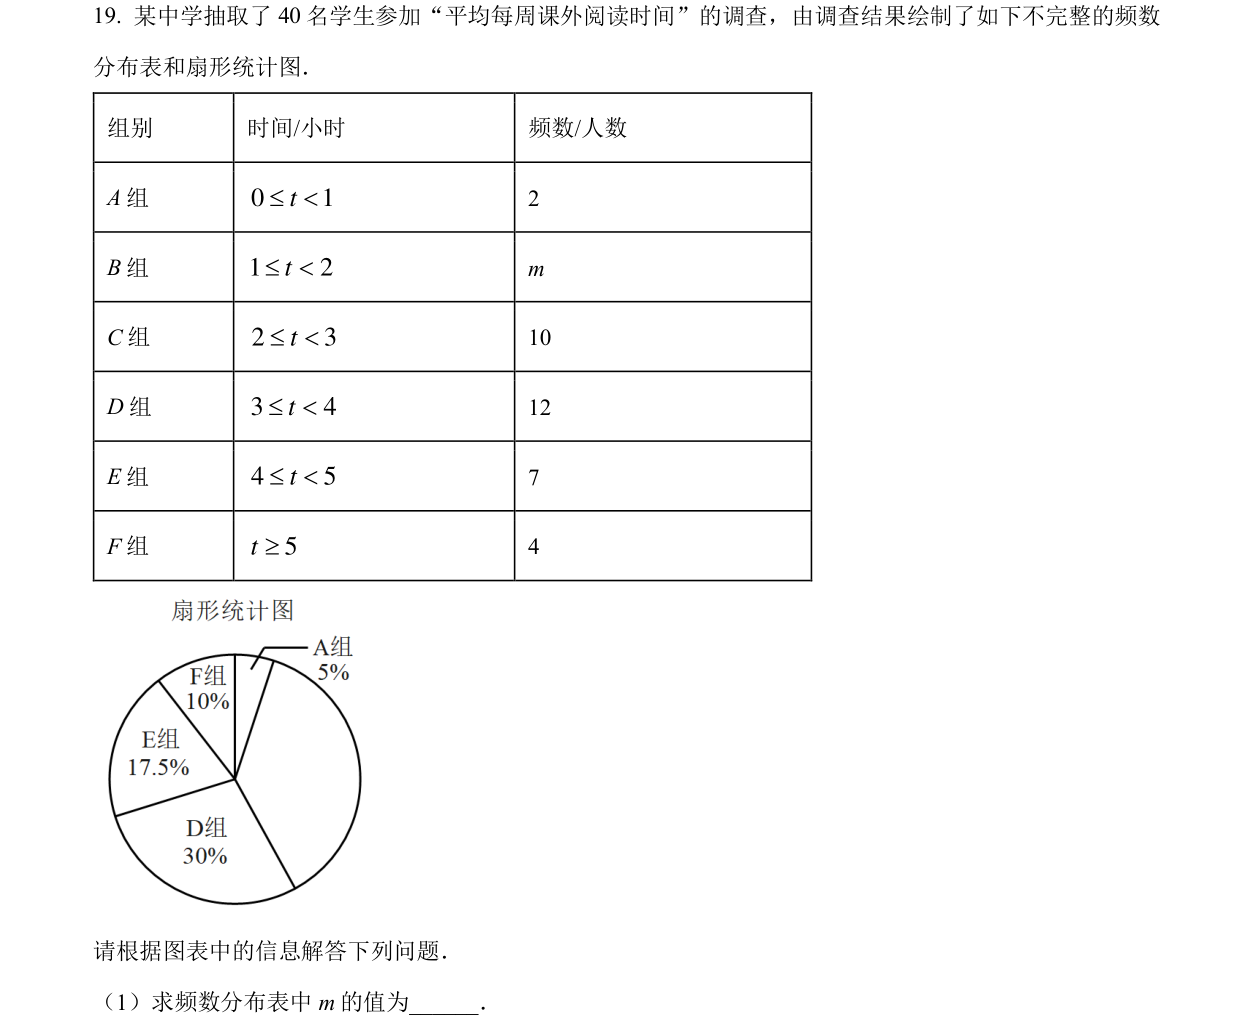 19. 某中学抽取了 40 名学生参加“平均每周课外阅读时间”的调查，由调查结果绘制了如下不完整的频数
分布表和扇形统计图．
组别 时间/小时 频数/人数
A 组 0≤t<1 2
B 组 1≤t<2 m
C 组 2≤t<3 10
D 组 3≤t<4 12
E 组 4≤t<5 7
F 组 t≥5 4
扇形统计图
A组
5%
F组
10%
E组
17.5%
D组
30%
请根据图表中的信息解答下列问题．
（1）求频数分布表中 m 的值为______．